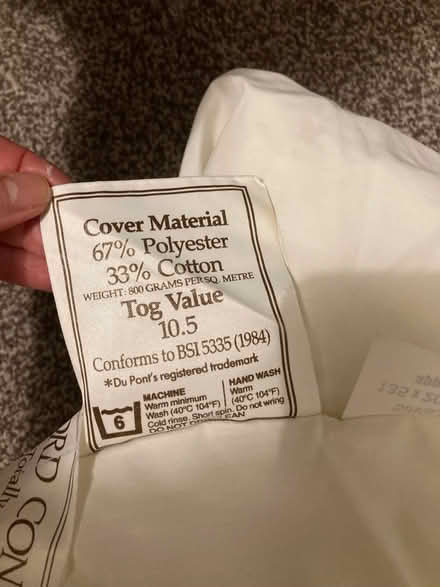 Cover Material
67% Polyester
33% Cotton
WEIGHT: 800 GRAMS PER SQ. METRE
Tog Value
10.5
Conforms to BSI 5335 (1984)
*Du Pont's registered trademark
6
MACHINE
Warm minimum
Wash (40°C 104°F)
Cold rinse. Short spin. Do not wring
DO NOT
HAND WASH
Warm
(40°C 104°F)